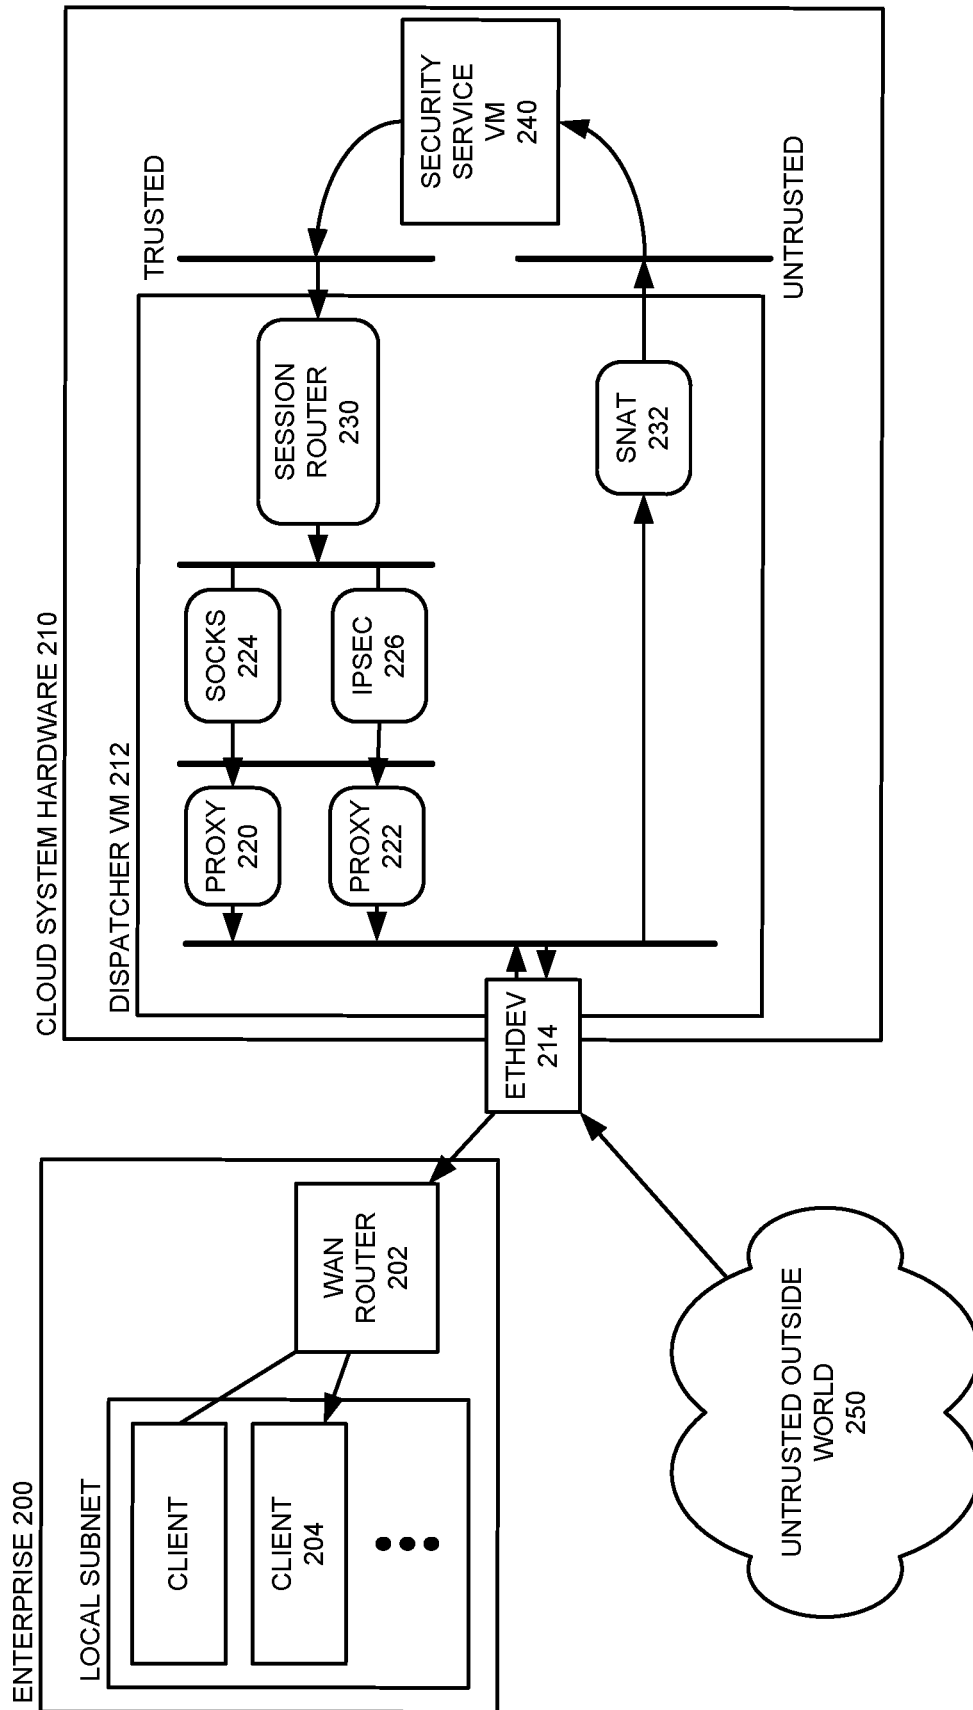 ENTERPRISE 200
LOCAL SUBNET
CLIENT
CLIENT
204
WAN
ROUTER
202
CLOUD SYSTEM HARDWARE 210
DISPATCHER VM 212
ETHDEV
214
PROXY
220
PROXY
222
SOCKS
224
IPSEC
226
SESSION
ROUTER
230
SNAT
232
TRUSTED
UNTRUSTED
SECURITY
SERVICE
VM
240
UNTRUSTED OUTSIDE
WORLD
250